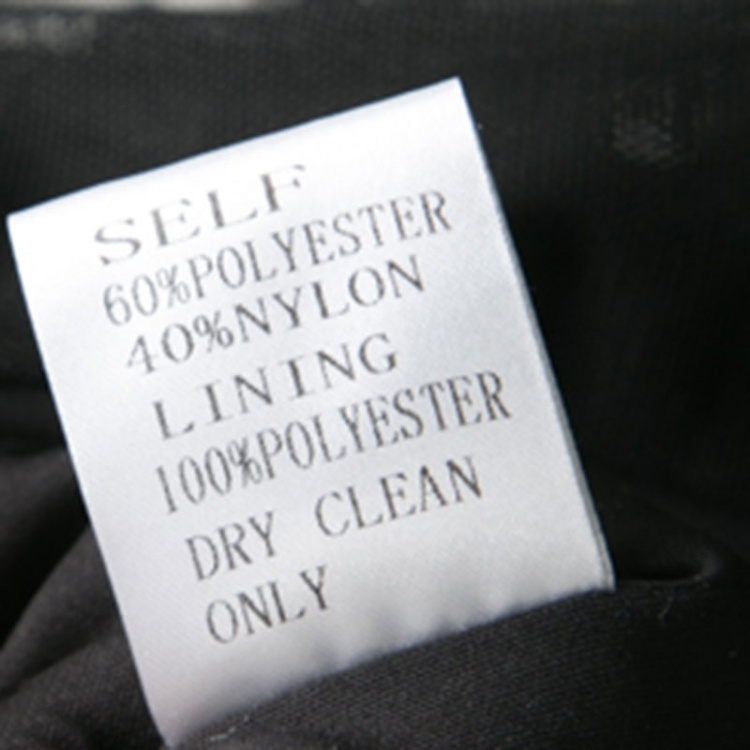 SELF
60%POLYESTER
40%NYLON
LINING
100%POLYESTER
DRY CLEAN
ONLY